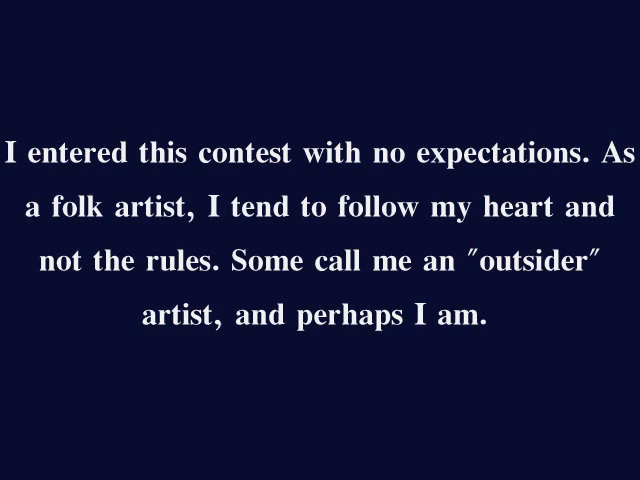 I entered this contest with no expectations. As
a folk artist, I tend to follow my heart and
not the rules. Some call me an "outsider"
artist, and perhaps I am.